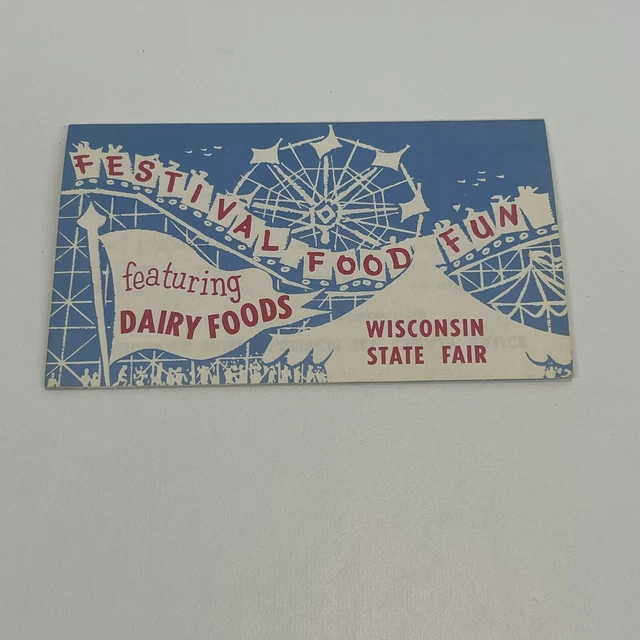 FESTIVAL FOOD FUN
featuring
DAIRY FOODS
WISCONSIN
STATE FAIR